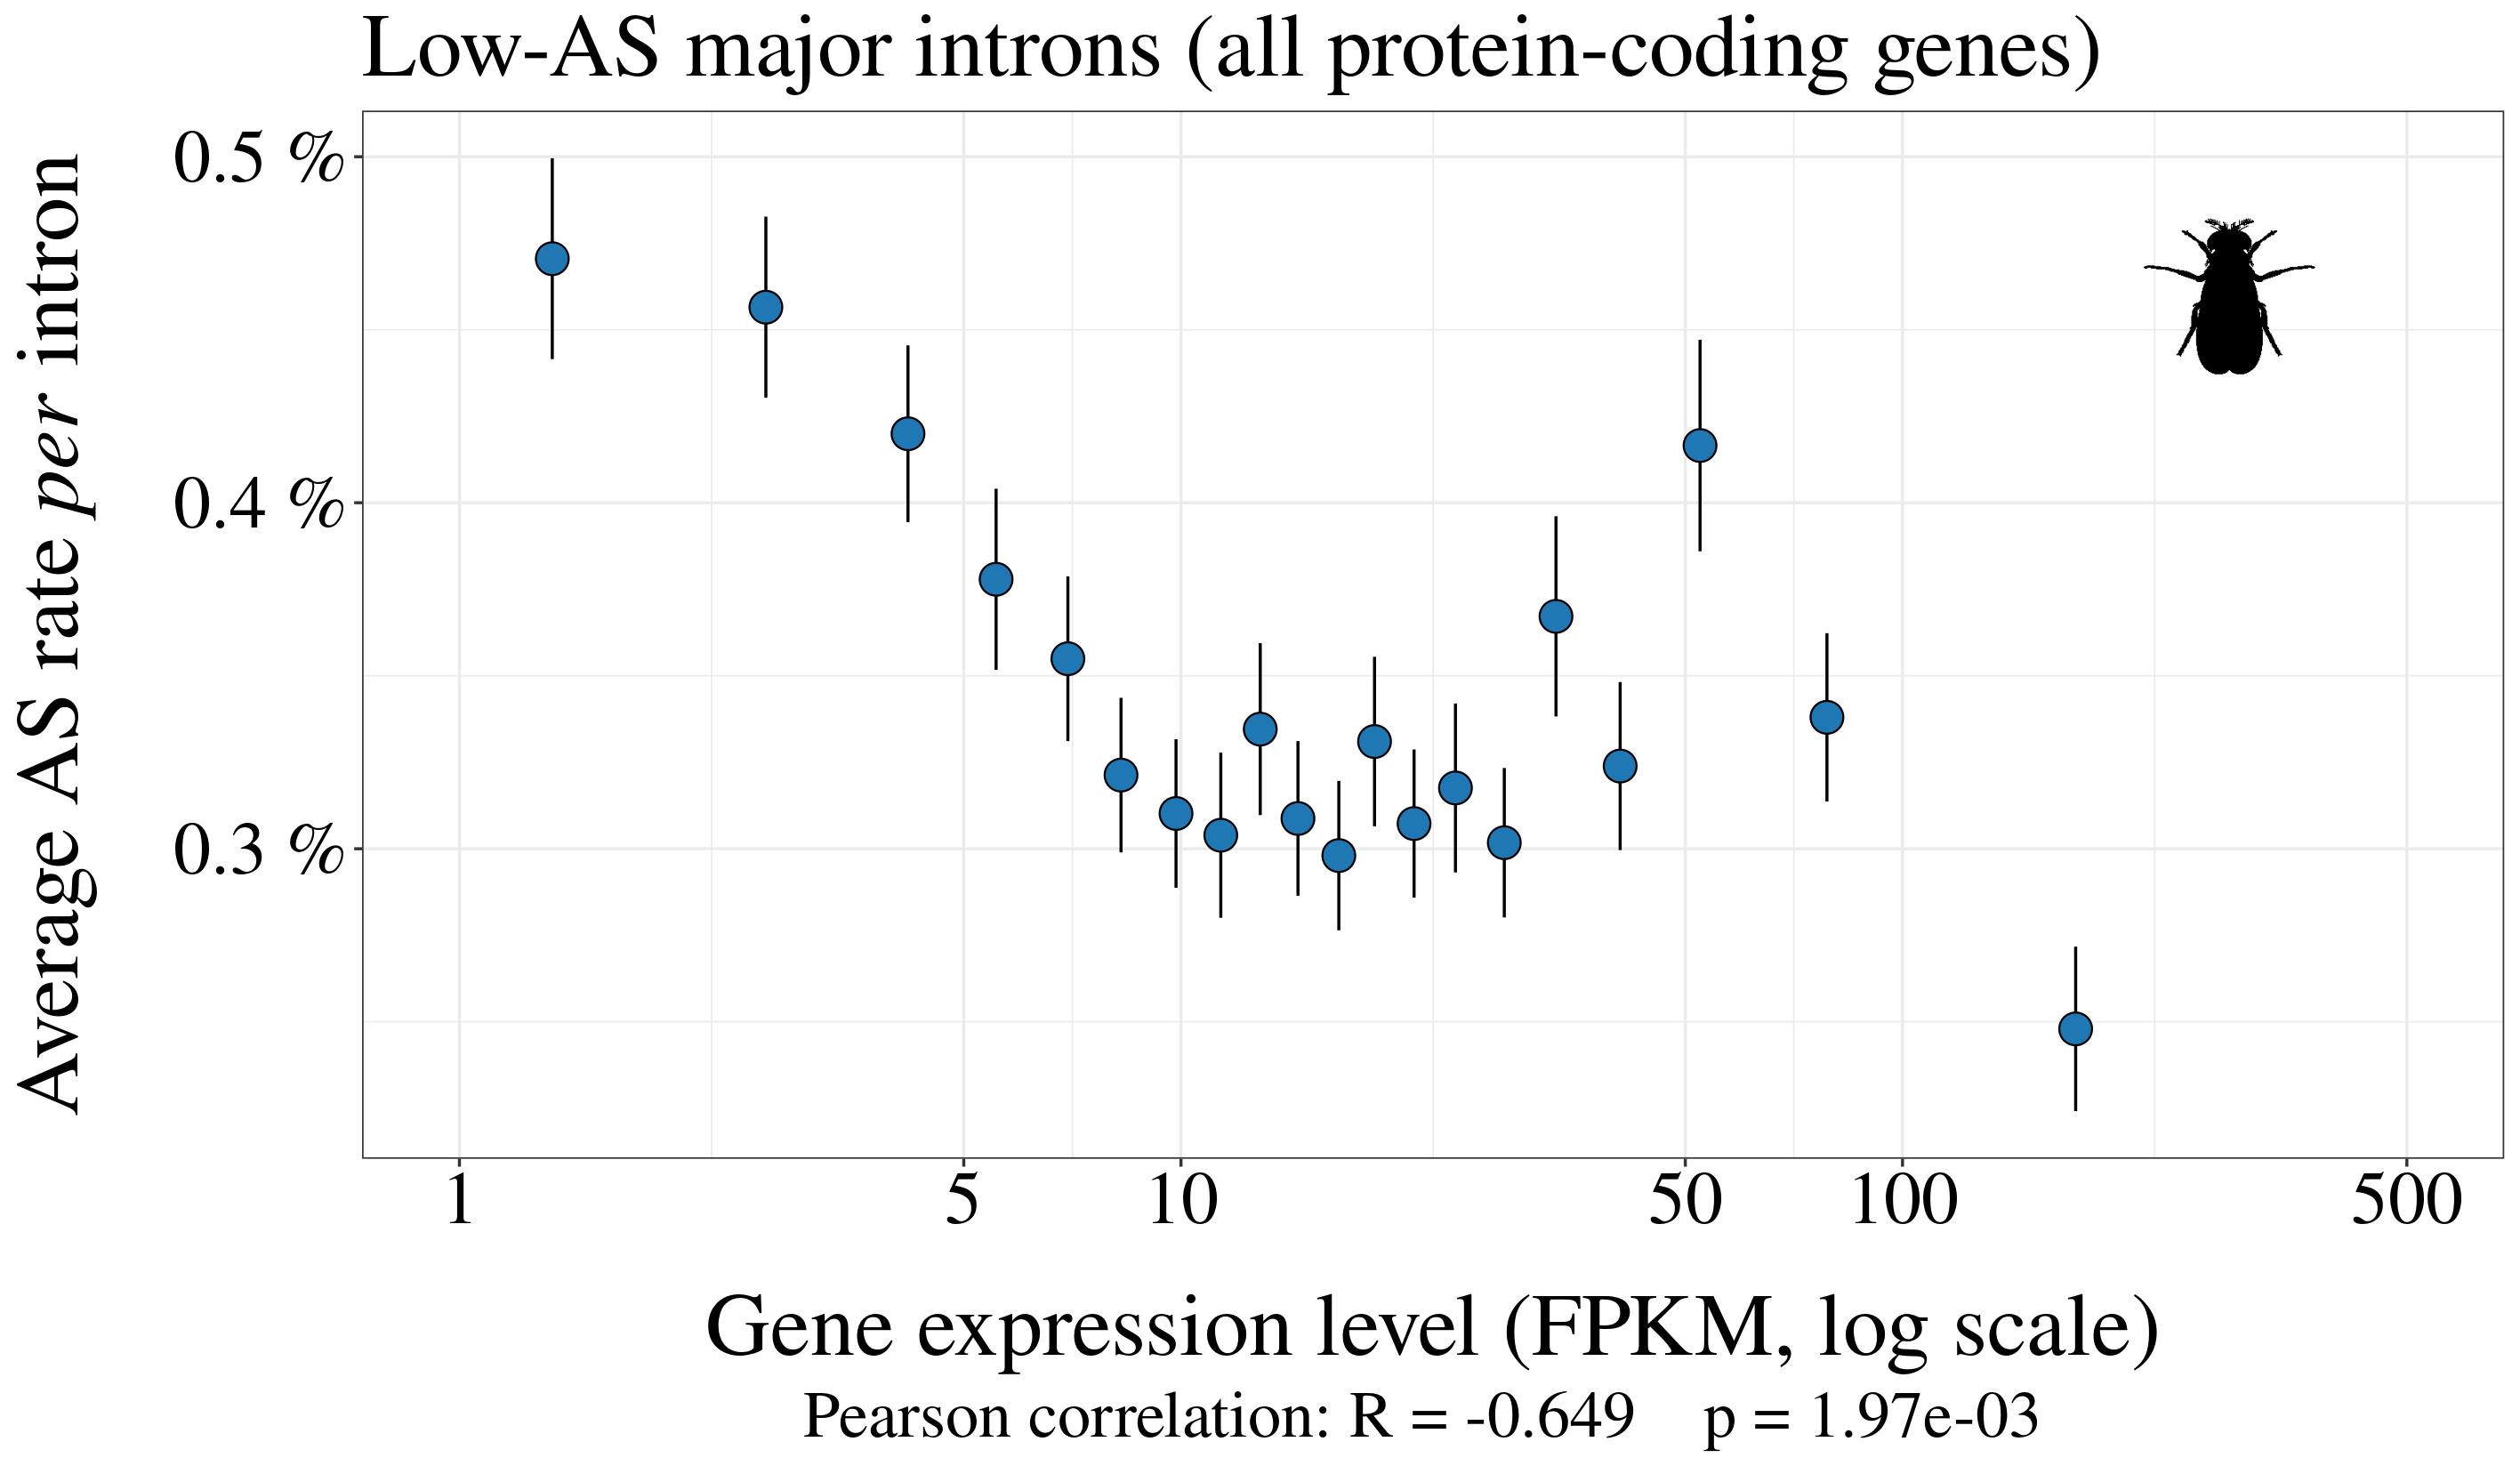 Low-AS major introns (all protein-coding genes)
Average AS rate per intron
0.5 %
0.4 %
0.3 %
1 5 10 50 100 500
Gene expression level (FPKM, log scale)
Pearson correlation: R = -0.649 p = 1.97e-03